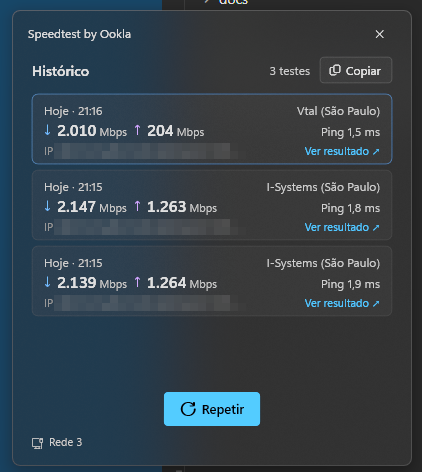 docs
Speedtest by Ookla
Histórico 3 testes Copiar
Hoje · 21:16 Vtal (São Paulo)
↓ 2.010 Mbps ↑ 204 Mbps Ping 1,5 ms
IP Ver resultado ↗
Hoje · 21:15 I-Systems (São Paulo)
↓ 2.147 Mbps ↑ 1.263 Mbps Ping 1,8 ms
IP Ver resultado ↗
Hoje · 21:15 I-Systems (São Paulo)
↓ 2.139 Mbps ↑ 1.264 Mbps Ping 1,9 ms
IP Ver resultado ↗
Repetir
Rede 3